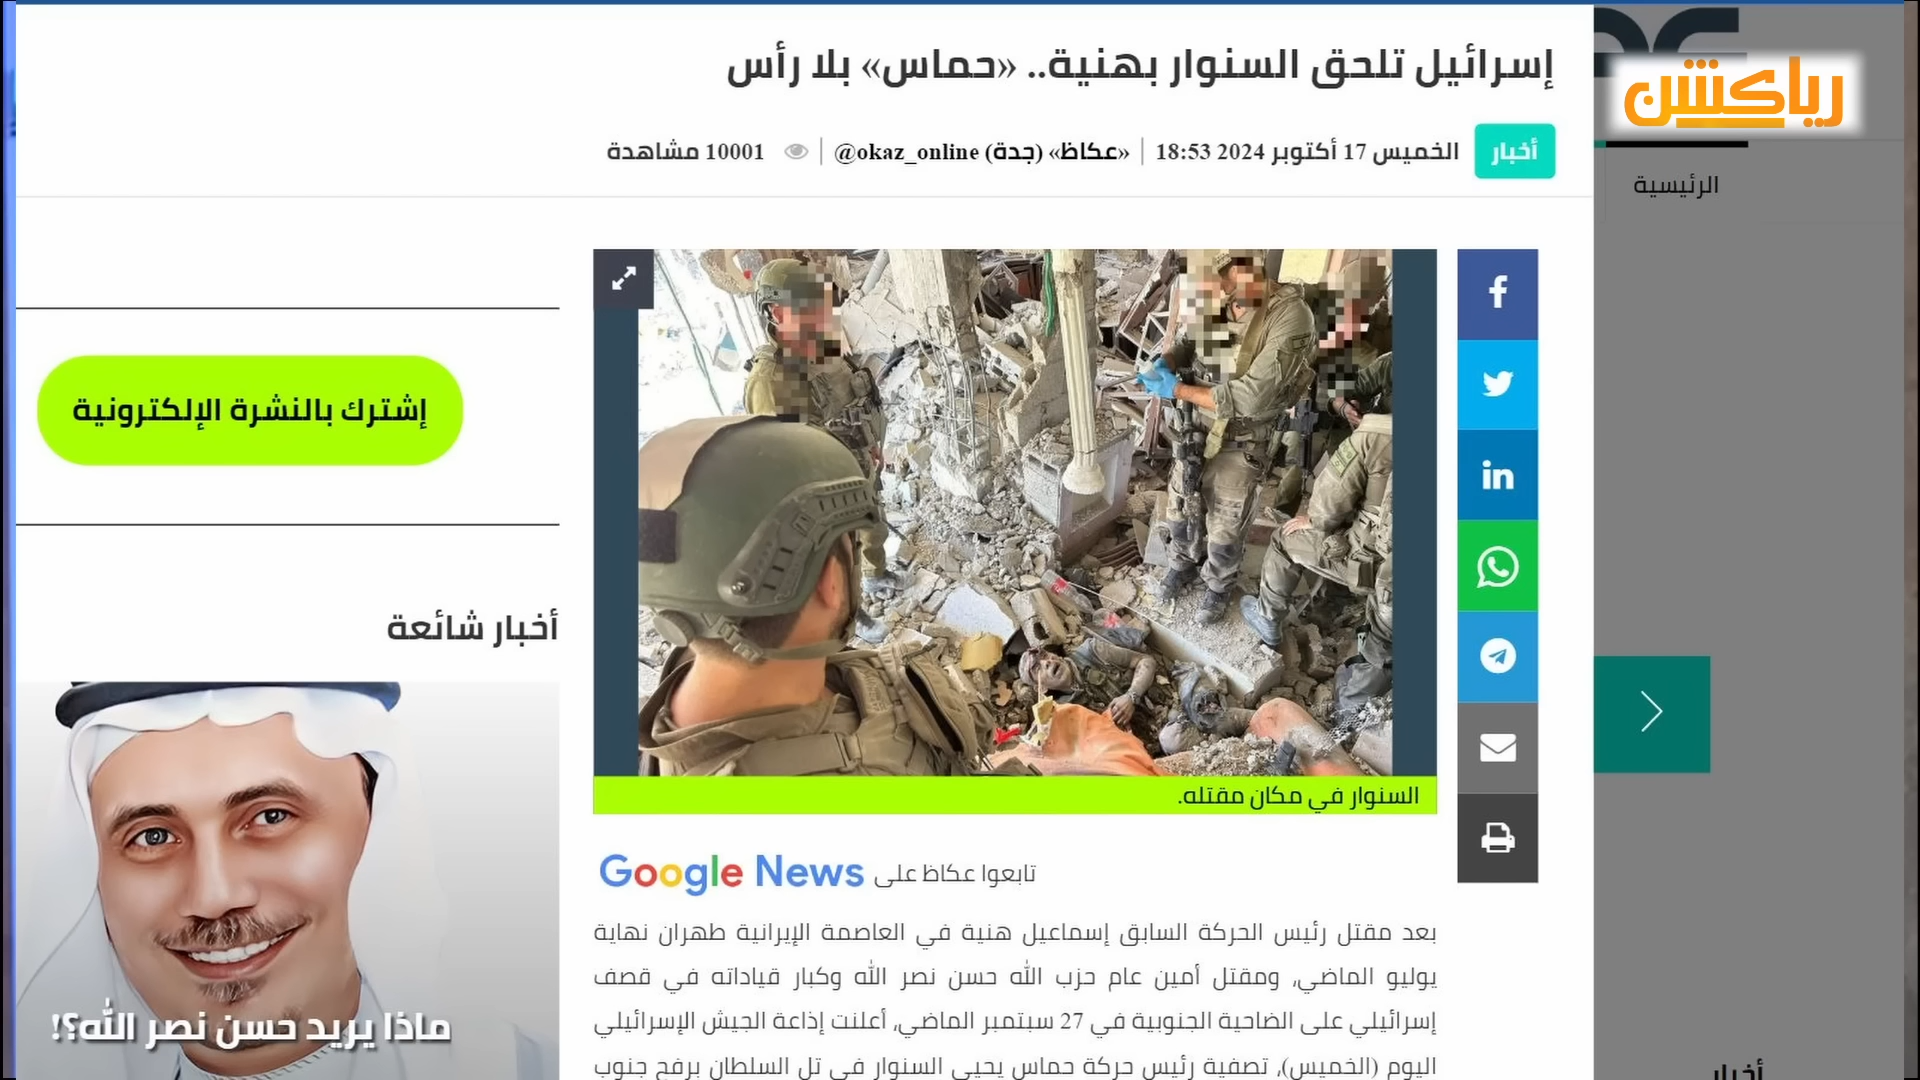 رياكشن
الرئيسية
إسرائيل تلحق السنوار بهنية.. «حماس» بلا رأس
أخبار
الخميس 17 أكتوبر 2024 18:53 | «عكاظ» (جدة) okaz_online@ | 10001 مشاهدة
السنوار في مكان مقتله.
تابعوا عكاظ على Google News
بعد مقتل رئيس الحركة السابق إسماعيل هنية في العاصمة الإيرانية طهران نهاية
يوليو الماضي، ومقتل أمين عام حزب الله حسن نصر الله وكبار قياداته في قصف
إسرائيلي على الضاحية الجنوبية في 27 سبتمبر الماضي، أعلنت إذاعة الجيش الإسرائيلي
اليوم (الخميس)، تصفية رئيس حركة حماس يحيى السنوار في تل السلطان برفح جنوب
إشترك بالنشرة الإلكترونية
أخبار شائعة
ماذا يريد حسن نصر الله؟!
أخبار